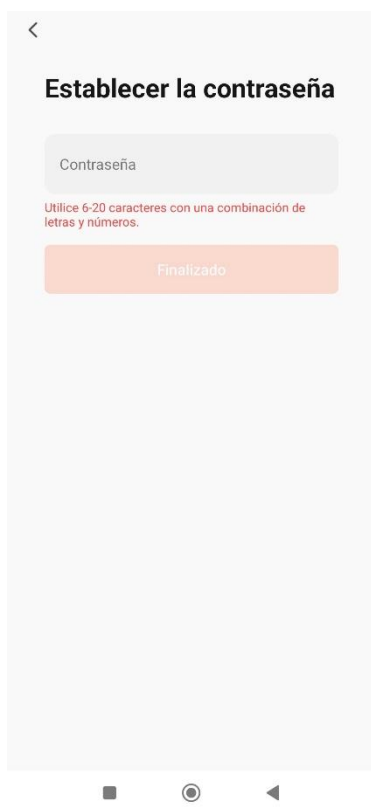 Establecer la contraseña
Contraseña
Utilice 6-20 caracteres con una combinación de
letras y números.
Finalizado